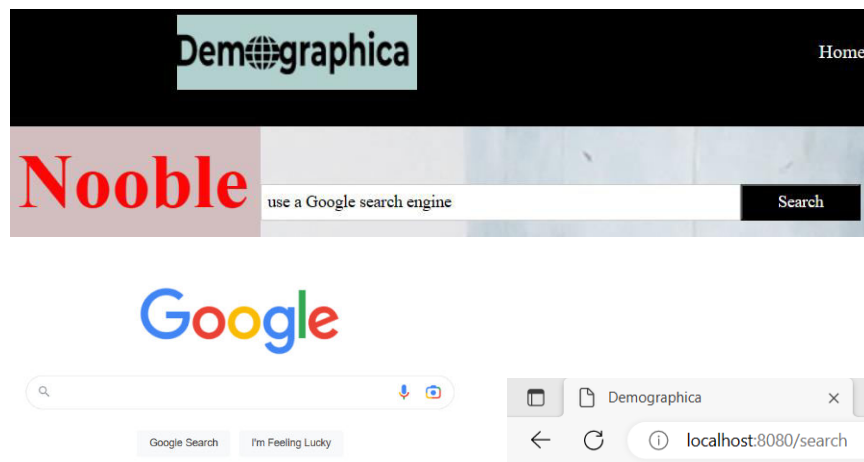 Demographica
Home
Nooble
use a Google search engine
Search
Google
Google Search
I'm Feeling Lucky
Demographica
localhost:8080/search